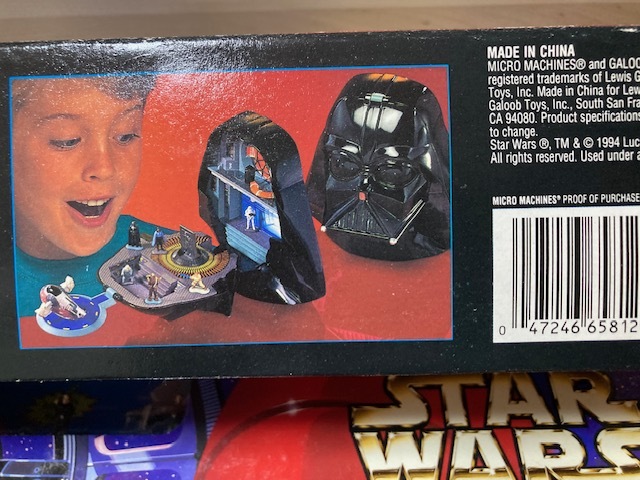 MADE IN CHINA
MICRO MACHINES® and GALOO
registered trademarks of Lewis G
Toys, Inc. Made in China for Lew
Galoob Toys, Inc., South San Fra
CA 94080. Product specifications
to change.
Star Wars ®, TM & © 1994 Luc
All rights reserved. Used under a
MICRO MACHINES® PROOF OF PURCHASE
0 47246 65812
STAR
WARS